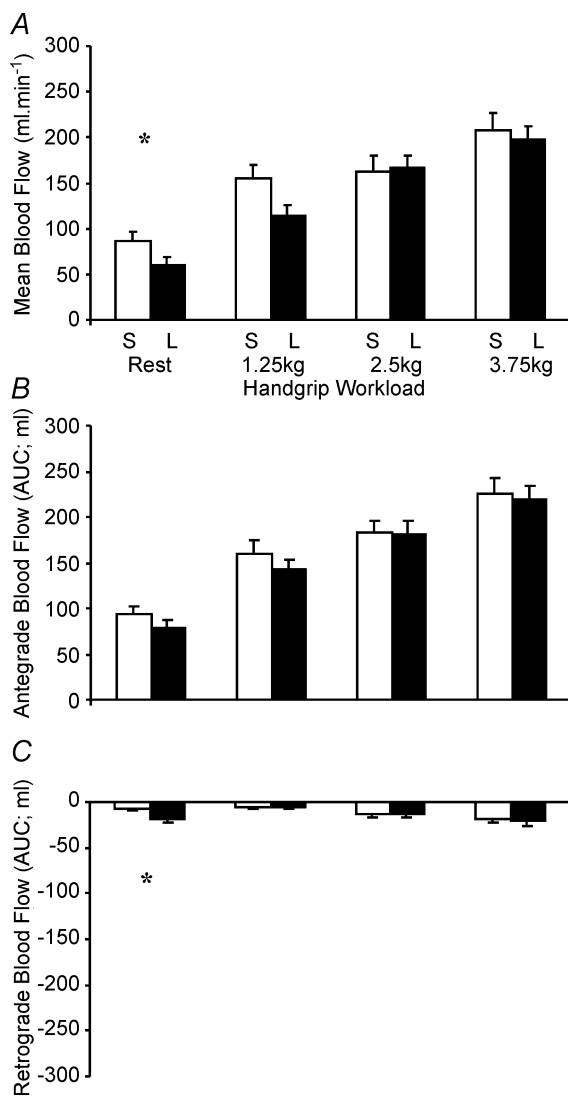 A
Mean Blood Flow (ml.min-1)
300
250
200
150
100
50
0
*
S L S L S L S L
Rest 1.25kg 2.5kg 3.75kg
Handgrip Workload
B
Antegrade Blood Flow (AUC; ml)
300
250
200
150
100
50
0
C
Retrograde Blood Flow (AUC; ml)
0
-50
-100
-150
-200
-250
-300
*